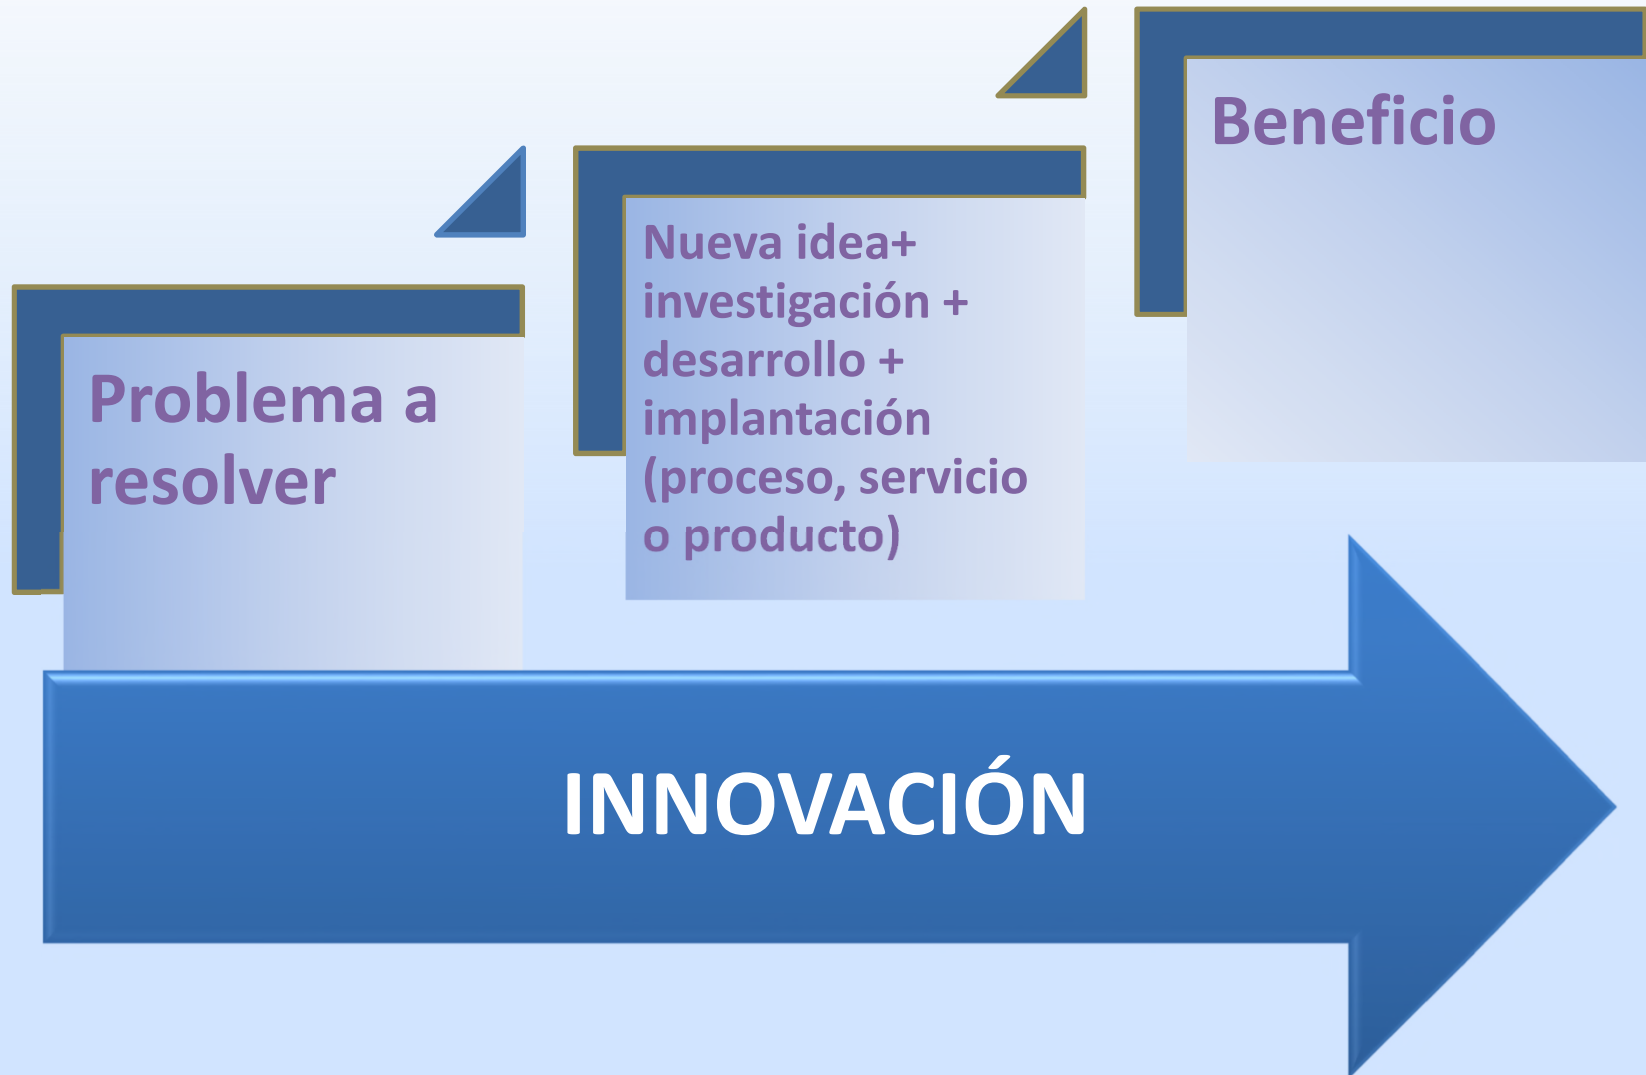 Problema a
resolver
Nueva idea+
investigación +
desarrollo +
implantación
(proceso, servicio
o producto)
Beneficio
INNOVACIÓN